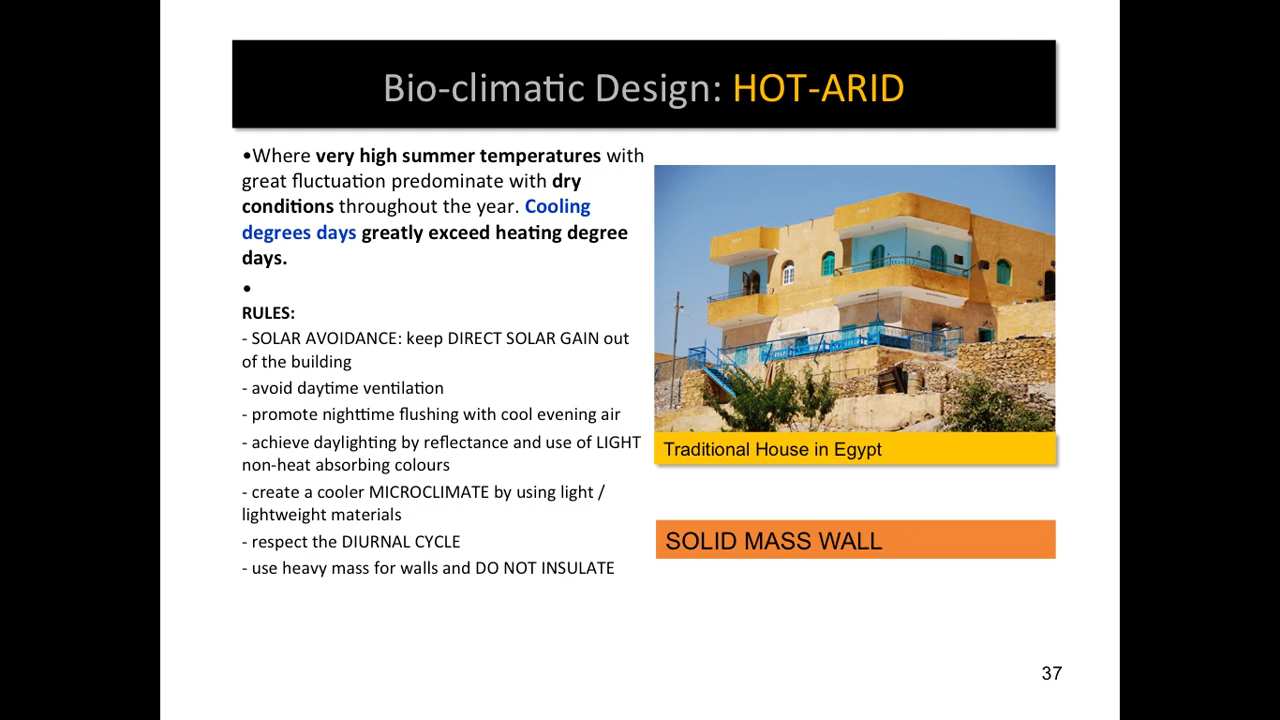 Bio-climatic Design: HOT-ARID
•Where very high summer temperatures with
great fluctuation predominate with dry
conditions throughout the year. Cooling
degrees days greatly exceed heating degree
days.
•
RULES:
- SOLAR AVOIDANCE: keep DIRECT SOLAR GAIN out
of the building
- avoid daytime ventilation
- promote nighttime flushing with cool evening air
- achieve daylighting by reflectance and use of LIGHT
non-heat absorbing colours
- create a cooler MICROCLIMATE by using light /
lightweight materials
- respect the DIURNAL CYCLE
- use heavy mass for walls and DO NOT INSULATE
Traditional House in Egypt
SOLID MASS WALL
37